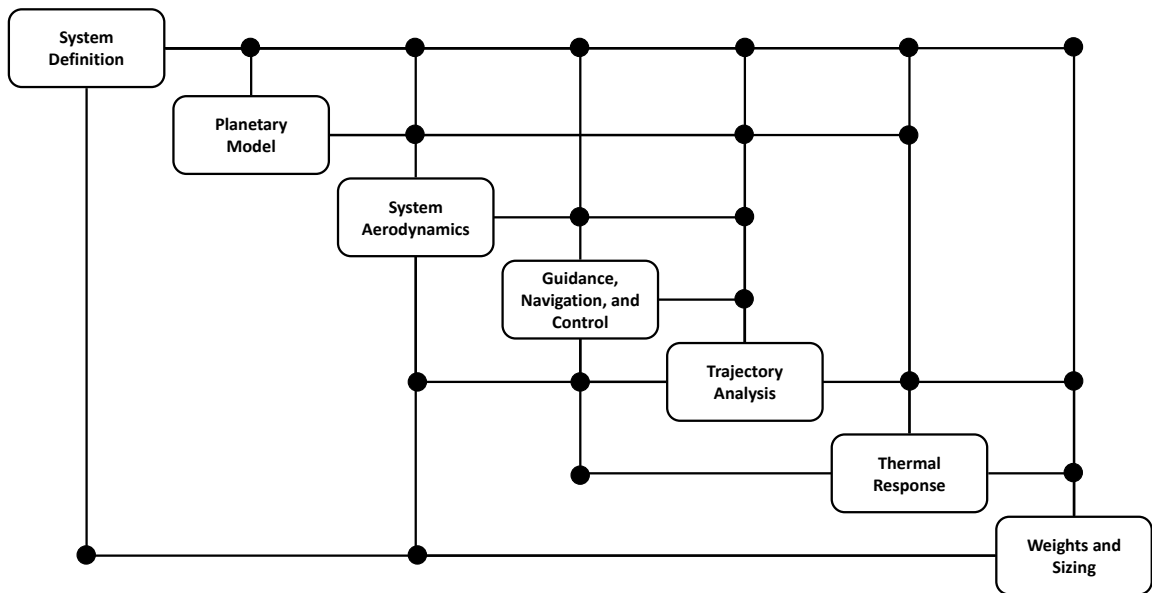 System
Definition
Planetary
Model
System
Aerodynamics
Guidance,
Navigation, and
Control
Trajectory
Analysis
Thermal
Response
Weights and
Sizing